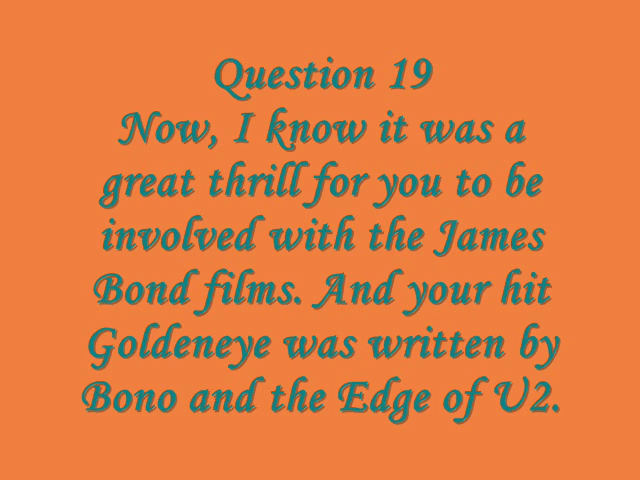 Question 19
Now, I know it was a
great thrill for you to be
involved with the James
Bond films. And your hit
Goldeneye was written by
Bono and the Edge of U2.